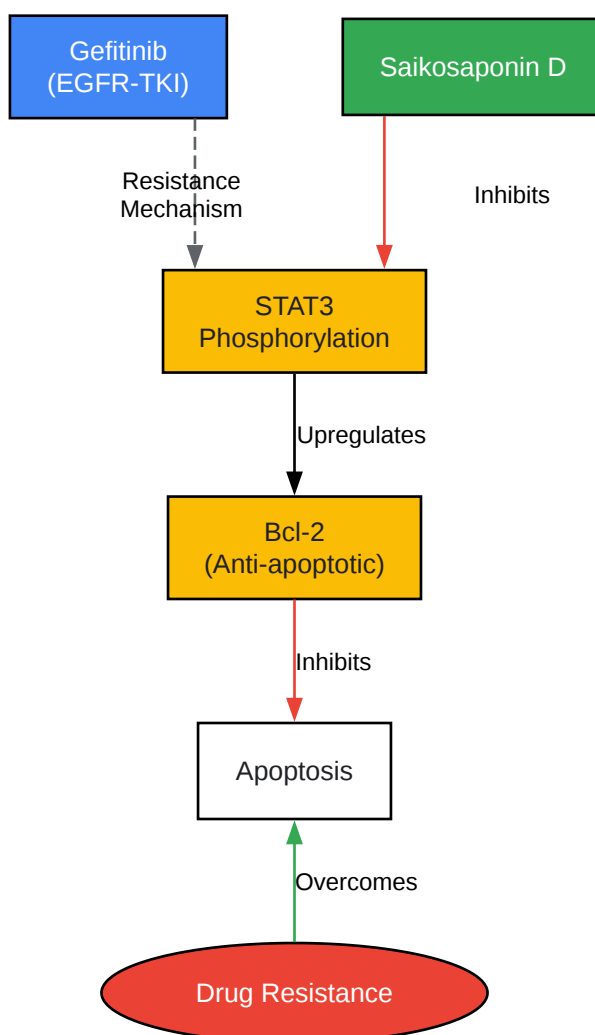 Gefitinib
(EGFR-TKI)
Saikosaponin D
Resistance
Mechanism
Inhibits
STAT3
Phosphorylation
Upregulates
Bcl-2
(Anti-apoptotic)
Inhibits
Apoptosis
Overcomes
Drug Resistance